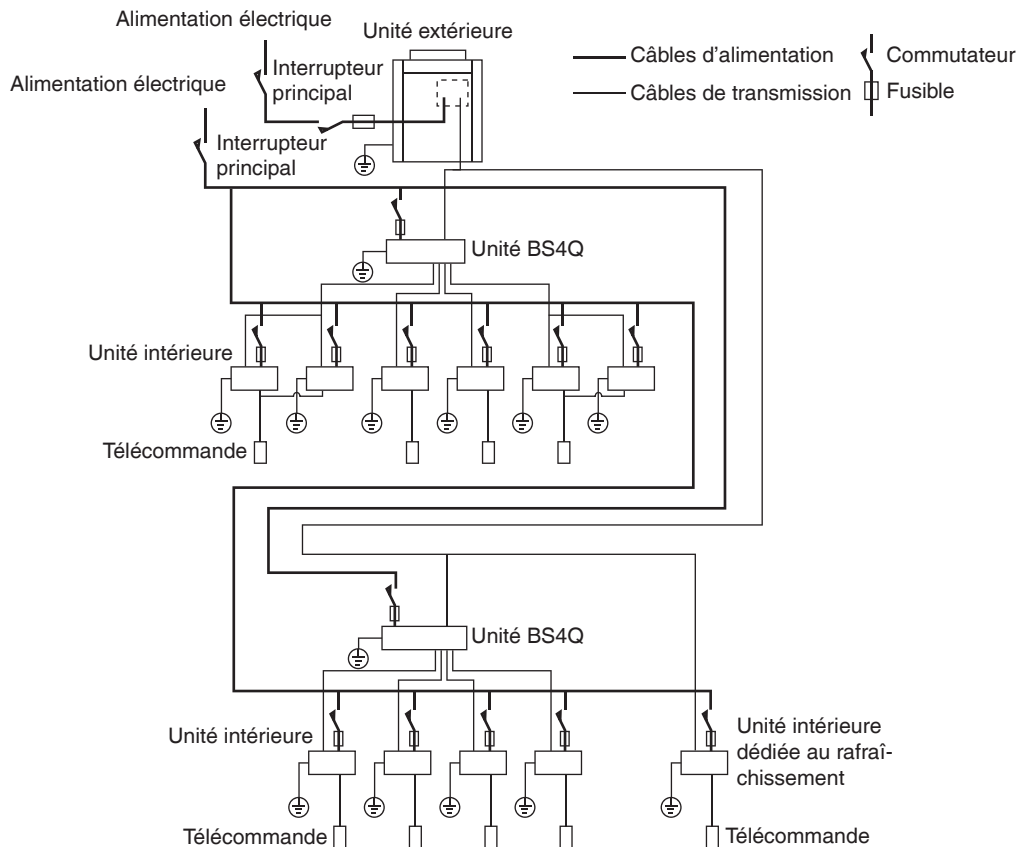 Alimentation électrique
Unité extérieure
Câbles d'alimentation
Commutateur
Alimentation électrique
Interrupteur
principal
Câbles de transmission
Fusible
Interrupteur
principal
Unité BS4Q
Unité intérieure
Télécommande
Unité BS4Q
Unité intérieure
Unité intérieure
dédiée au rafraî-
chissement
Télécommande
Télécommande